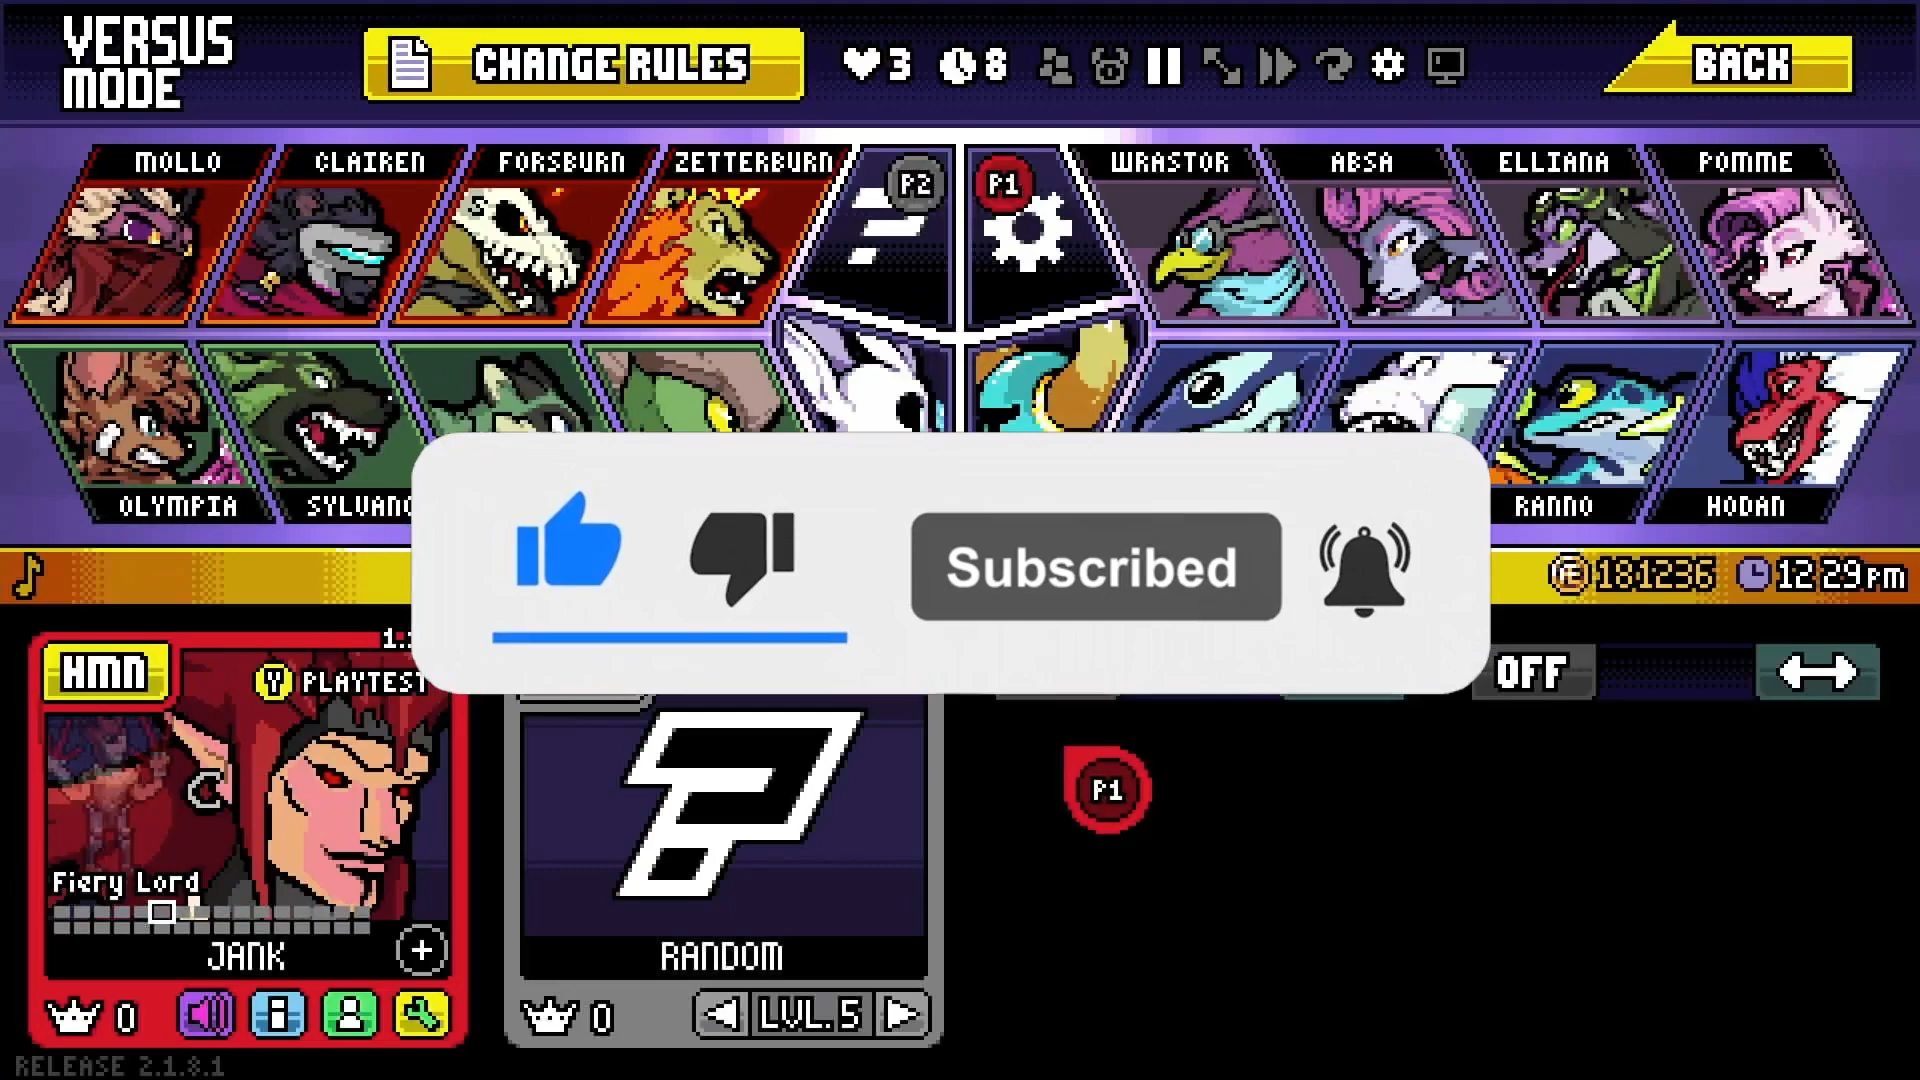 VERSUS
MODE
CHANGE RULES
3
8
BACK
MOLLO
CLAIREN
FORSBURN
ZETTERBURN
P2
P1
WRASTOR
ABSA
ELLIANA
POMME
OLYMPIA
SYLVANO
RANNO
HODAN
Subscribed
181236
12:29PM
HMN
Y PLAYTEST
OFF
P1
Fiery Lord
JANK
RANDOM
0
0
LVL.5
RELEASE 2.1.8.1